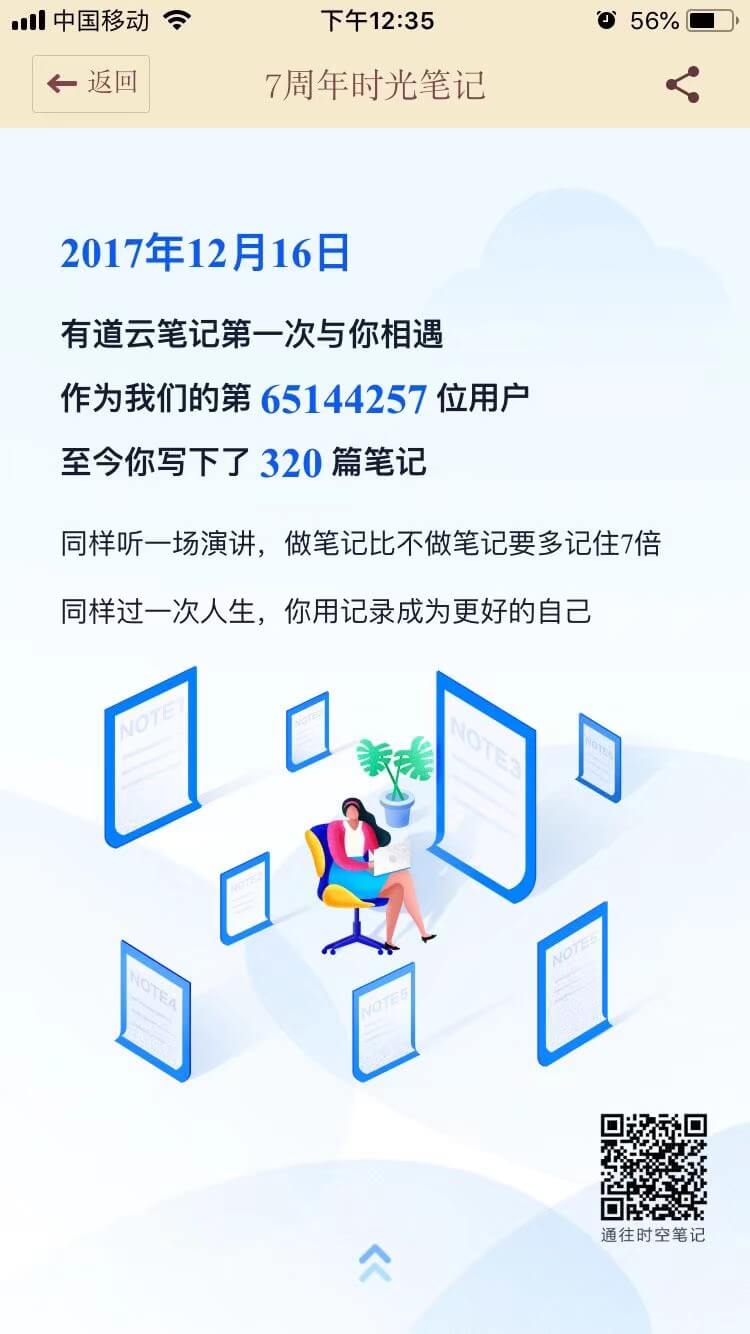 中国移动 下午12:35 56%
返回 7周年时光笔记
2017年12月16日
有道云笔记第一次与你相遇
作为我们的第 65144257 位用户
至今你写下了 320 篇笔记
同样听一场演讲，做笔记比不做笔记要多记住7倍
同样过一次人生，你用记录成为更好的自己
NOTE1
NOTE3
NOTE2
NOTE4
NOTE5
NOTE5
通往时空笔记